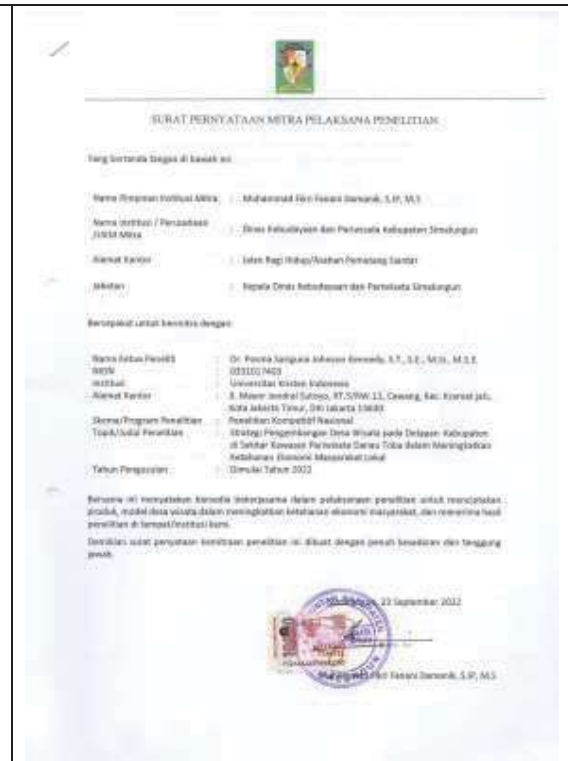 SURAT PERNYATAAN MITRA PELAKSANA PENELITIAN
Yang bertanda tangan di bawah ini:
Nama Pimpinan Institusi Mitra : Muhammad Fikri Fanani Damanik, S.IP, M.S
Nama Institusi / Perusahaan
/UKM Mitra : Dinas Kebudayaan dan Pariwisata Kabupaten Simalungun
Alamat Kantor : Jalan Ragi Hidup/Asahan Pematang Siantar
Jabatan : Kepala Dinas Kebudayaan dan Pariwisata Simalungun
Bersepakat untuk bermitra dengan:
Nama Ketua Peneliti : Dr. Posma Sariguna Johnson Kennedy, S.T., S.E., M.Si., M.S.E
NIDN :
Institusi : Universitas Kristen Indonesia
Alamat Kantor : Jl. Mayor Jendral Sutoyo, RT.5/RW. 11, Cawang, Kec. Kramat jati,
Kota Jakarta Timur, DKI Jakarta 13630
Skema/Program Penelitian : Penelitian Kompetitif Nasional
Topik/Judul Penelitian : Strategi Pengembangan Desa Wisata pada Delapan Kabupaten
di Sekitar Kawasan Pariwisata Danau Toba dalam Meningkatkan
Ketahanan Ekonomi Masyarakat Lokal
Tahun Pengusulan : Dimulai Tahun 2022
Bersama ini menyatakan bersedia bekerjasama dalam pelaksanaan penelitian untuk menciptakan
produk, model desa wisata dalam meningkatkan ketahanan ekonomi masyarakat, dan menerima hasil
penelitian di tempat/institusi kami.
Demikian surat pernyataan kemitraan penelitian ini dibuat dengan penuh kesadaran dan tanggung
jawab.
23 September 2022
Fikri Fanani Damanik, S.IP, M.S